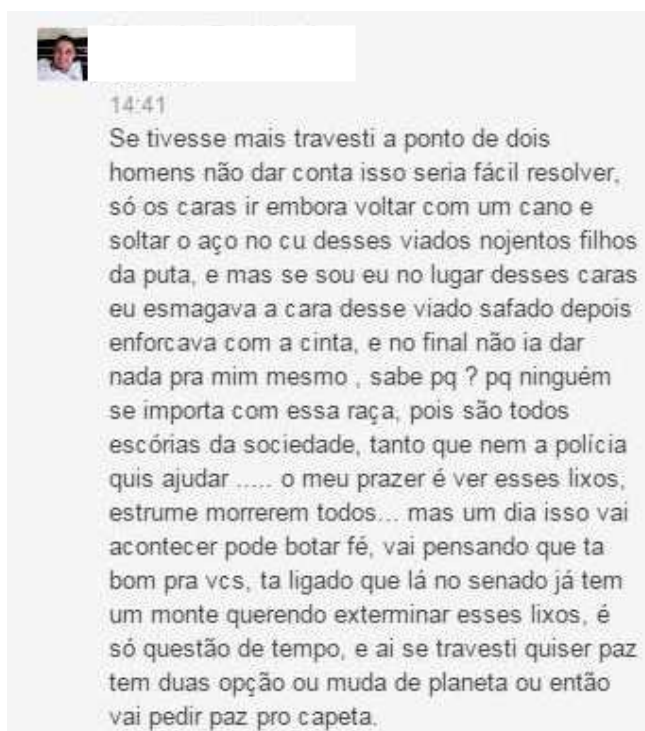 14:41
Se tivesse mais travesti a ponto de dois
homens não dar conta isso seria fácil resolver,
só os caras ir embora voltar com um cano e
soltar o aço no cu desses viados nojentos filhos
da puta, e mas se sou eu no lugar desses caras
eu esmagava a cara desse viado safado depois
enforcava com a cinta, e no final não ia dar
nada pra mim mesmo , sabe pq ? pq ninguém
se importa com essa raça, pois são todos
escórias da sociedade, tanto que nem a polícia
quis ajudar ..... o meu prazer é ver esses lixos,
estrume morrerem todos... mas um dia isso vai
acontecer pode botar fé, vai pensando que ta
bom pra vcs, ta ligado que lá no senado já tem
um monte querendo exterminar esses lixos, é
só questão de tempo, e ai se travesti quiser paz
tem duas opção ou muda de planeta ou então
vai pedir paz pro capeta.